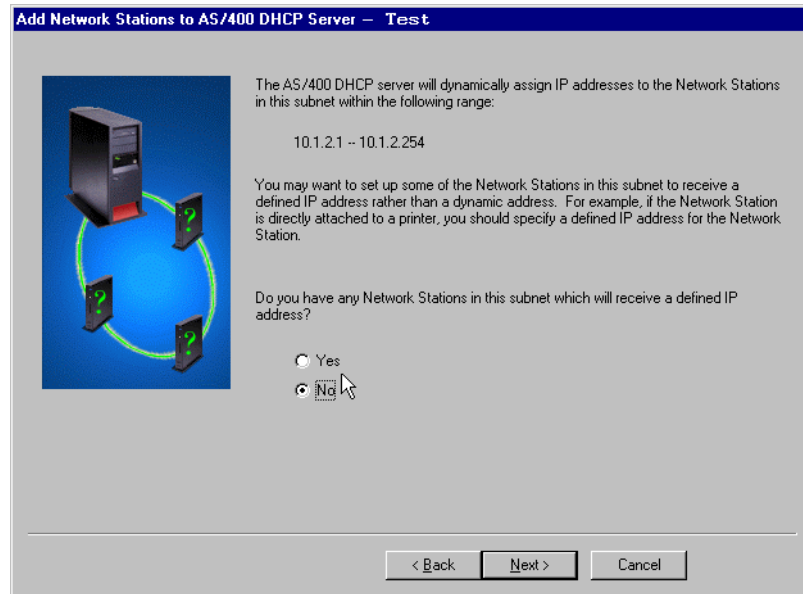 Add Network Stations to AS/400 DHCP Server – Test
The AS/400 DHCP server will dynamically assign IP addresses to the Network Stations
in this subnet within the following range:
10.1.2.1 -- 10.1.2.254
You may want to set up some of the Network Stations in this subnet to receive a
defined IP address rather than a dynamic address. For example, if the Network Station
is directly attached to a printer, you should specify a defined IP address for the Network
Station.
Do you have any Network Stations in this subnet which will receive a defined IP
address?
Yes
No
? ? ?
< Back Next > Cancel